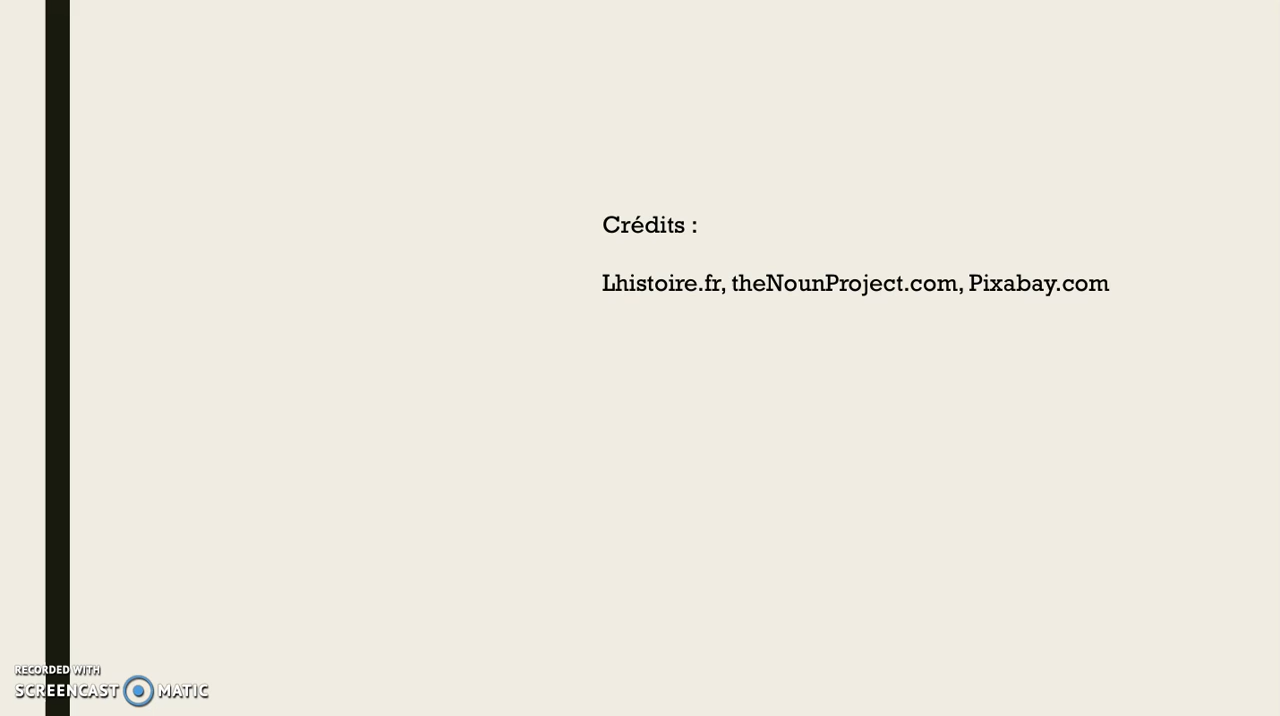 Crédits :
Lhistoire.fr, theNounProject.com, Pixabay.com
RECORDED WITH
SCREENCAST MATIC